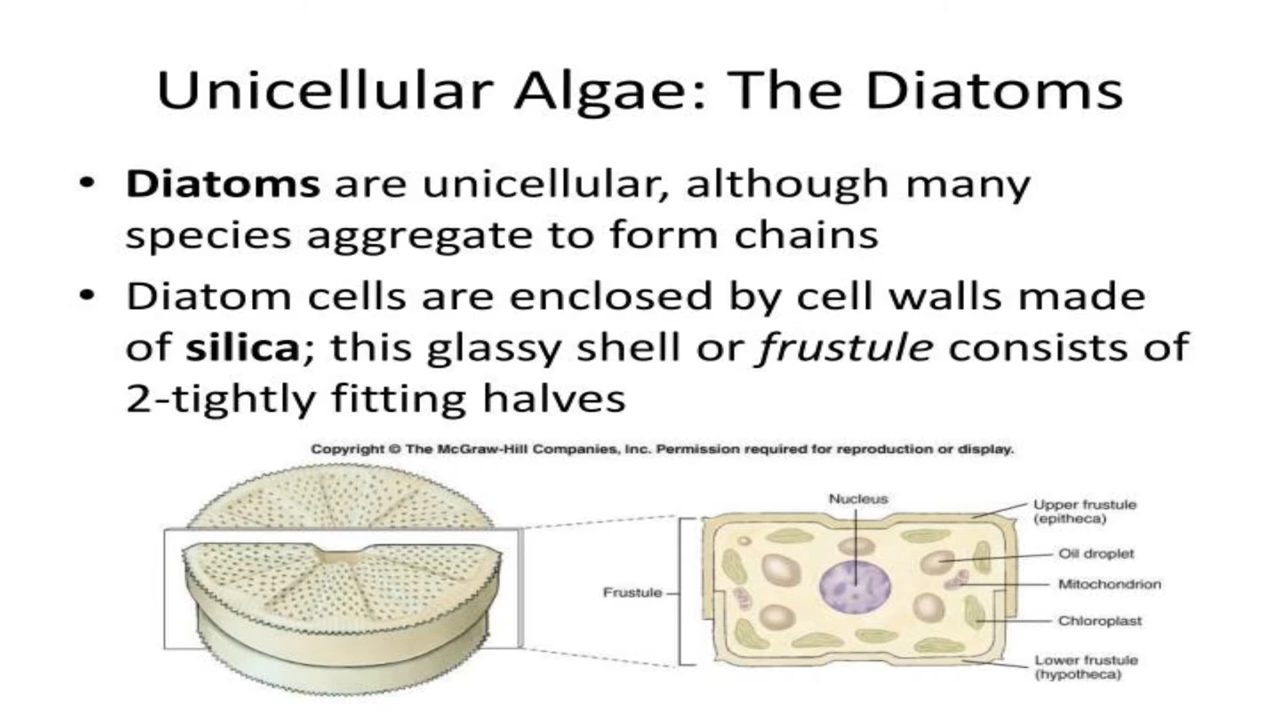 Unicellular Algae: The Diatoms
• Diatoms are unicellular, although many
species aggregate to form chains
• Diatom cells are enclosed by cell walls made
of silica; this glassy shell or frustule consists of
2-tightly fitting halves
Copyright © The McGraw-Hill Companies, Inc. Permission required for reproduction or display.
Nucleus
Upper frustule
(epitheca)
Oil droplet
Mitochondrion
Frustule
Chloroplast
Lower frustule
(hypotheca)